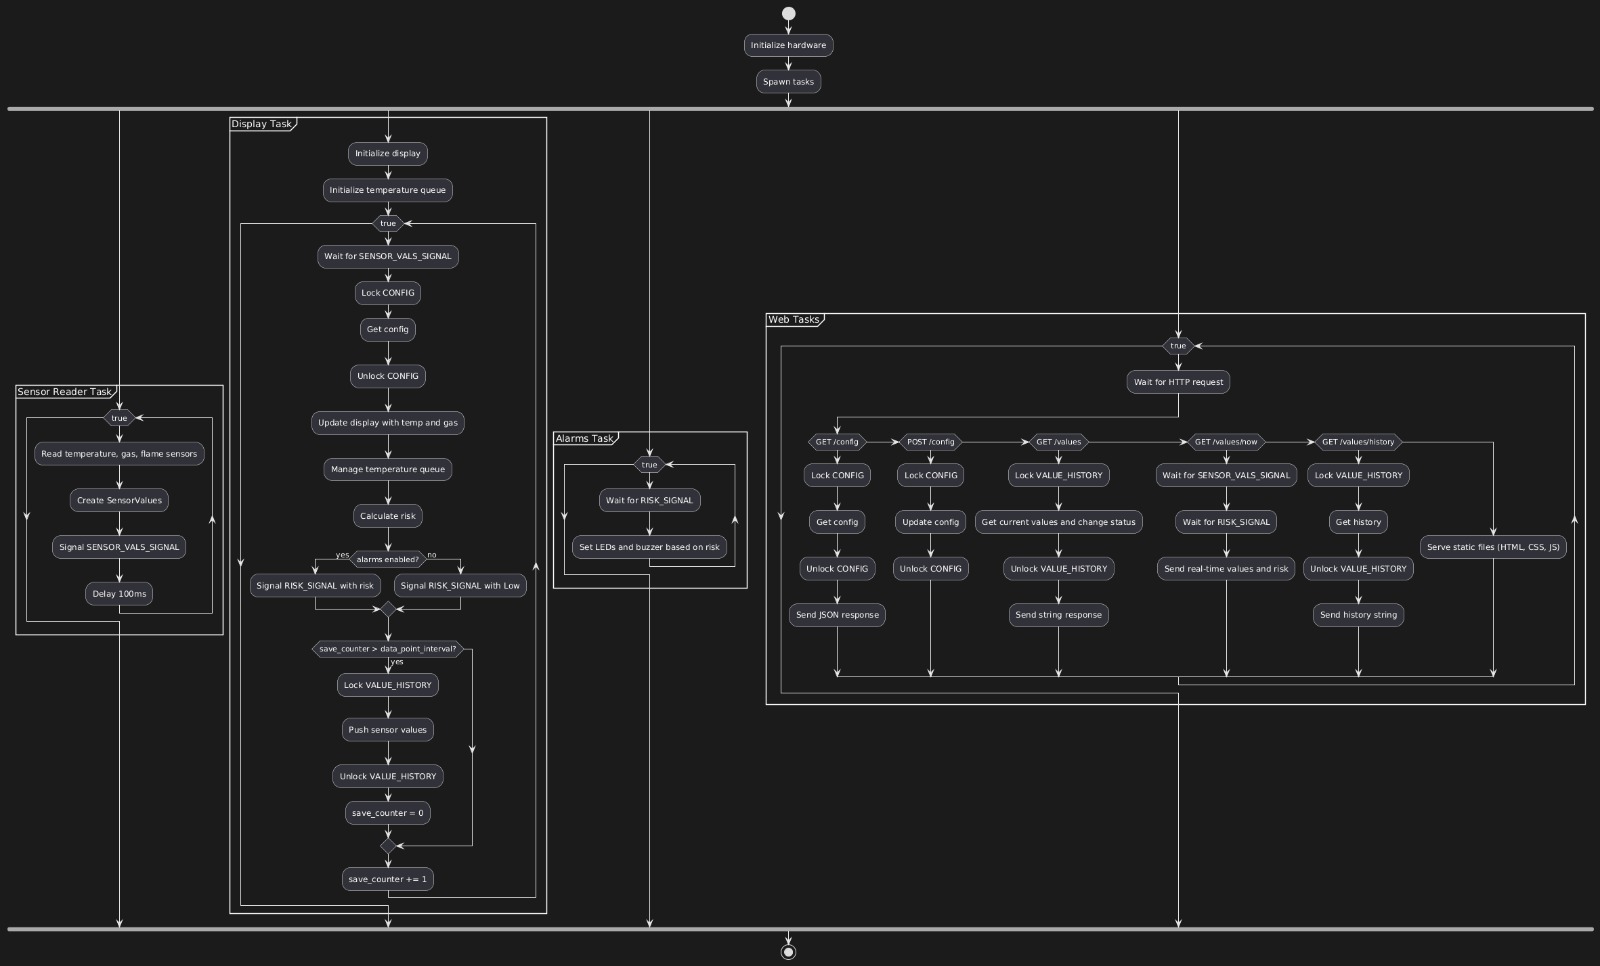 Initialize hardware
Spawn tasks
Sensor Reader Task
true
Read temperature, gas, flame sensors
Create SensorValues
Signal SENSOR_VALS_SIGNAL
Delay 100ms
Display Task
Initialize display
Initialize temperature queue
true
Wait for SENSOR_VALS_SIGNAL
Lock CONFIG
Get config
Unlock CONFIG
Update display with temp and gas
Manage temperature queue
Calculate risk
yes
alarms enabled?
no
Signal RISK_SIGNAL with risk
Signal RISK_SIGNAL with Low
save_counter > data_point_interval?
yes
Lock VALUE_HISTORY
Push sensor values
Unlock VALUE_HISTORY
save_counter = 0
save_counter += 1
Alarms Task
true
Wait for RISK_SIGNAL
Set LEDs and buzzer based on risk
Web Tasks
true
Wait for HTTP request
GET /config
Lock CONFIG
Get config
Unlock CONFIG
Send JSON response
POST /config
Lock CONFIG
Update config
Unlock CONFIG
GET /values
Lock VALUE_HISTORY
Get current values and change status
Unlock VALUE_HISTORY
Send string response
GET /values/now
Wait for SENSOR_VALS_SIGNAL
Wait for RISK_SIGNAL
Send real-time values and risk
GET /values/history
Lock VALUE_HISTORY
Get history
Unlock VALUE_HISTORY
Send history string
Serve static files (HTML, CSS, JS)